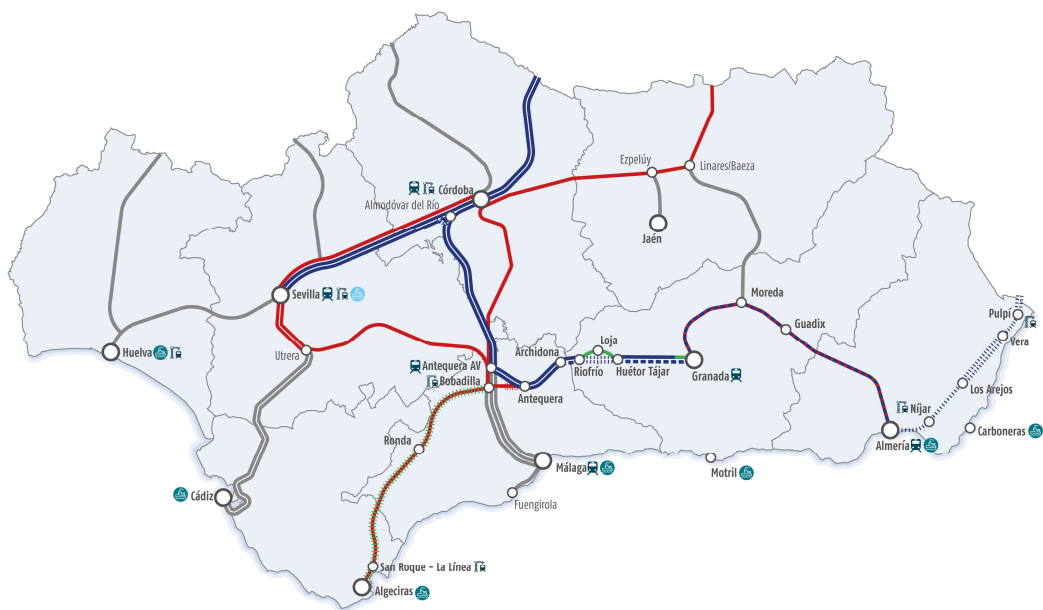 Ezpelúy
Linares/Baeza
Córdoba
Almodóvar del Río
Jaén
Sevilla
Moreda
Pulpí
Guadix
Vera
Utrera
Huelva
Loja
Archidona
Antequera AV
Riofrío
Huétor Tájar
Granada
Bobadilla
Antequera
Los Arejos
Níjar
Carboneras
Ronda
Almería
Málaga
Motril
Cádiz
Fuengirola
San Roque - La Línea
Algeciras